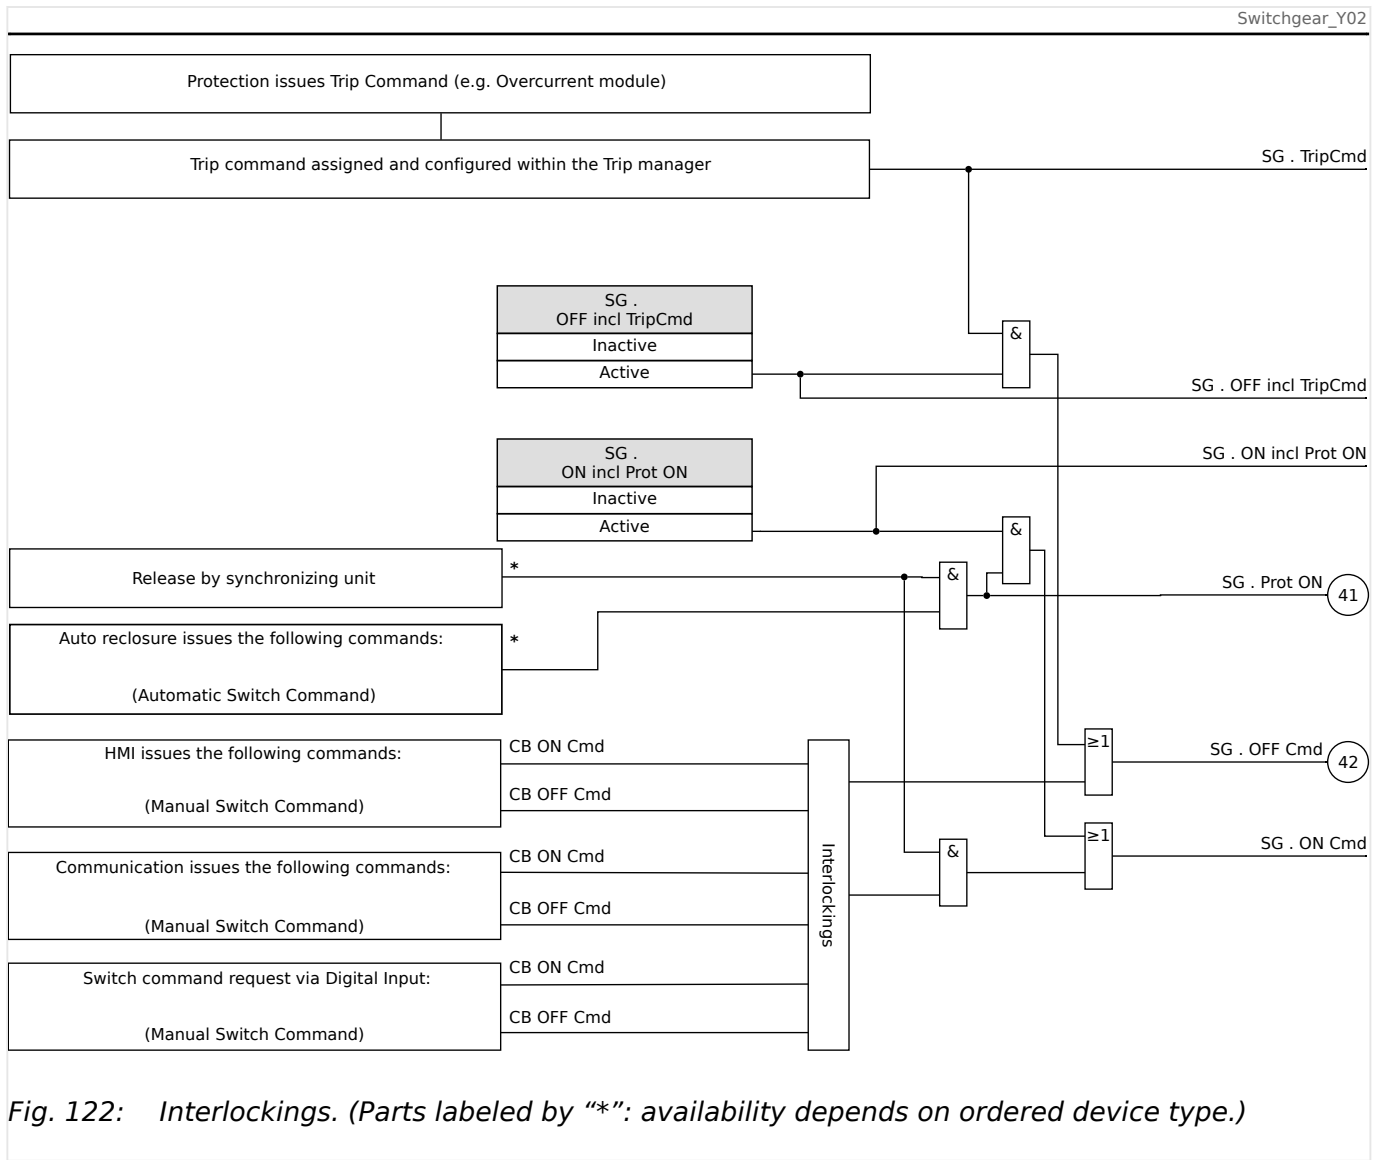 Switchgear_Y02
Protection issues Trip Command (e.g. Overcurrent module)
Trip command assigned and configured within the Trip manager
SG . TripCmd
SG .
OFF incl TripCmd
Inactive
Active
&
SG . OFF incl TripCmd
SG .
ON incl Prot ON
Inactive
Active
SG . ON incl Prot ON
&
Release by synchronizing unit
*
&
SG . Prot ON
41
Auto reclosure issues the following commands:
*
(Automatic Switch Command)
HMI issues the following commands:
(Manual Switch Command)
CB ON Cmd
CB OFF Cmd
≥1
SG . OFF Cmd
42
Communication issues the following commands:
(Manual Switch Command)
CB ON Cmd
CB OFF Cmd
Interlockings
&
≥1
SG . ON Cmd
Switch command request via Digital Input:
(Manual Switch Command)
CB ON Cmd
CB OFF Cmd
Fig. 122: Interlockings. (Parts labeled by “*”: availability depends on ordered device type.)